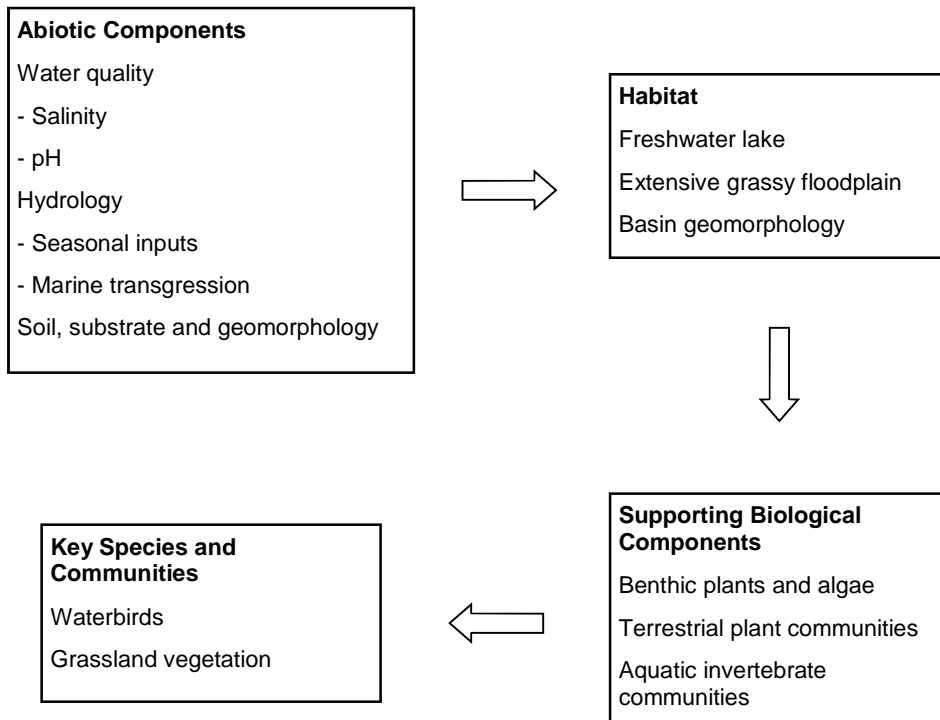 Abiotic Components
Water quality
- Salinity
- pH
Hydrology
- Seasonal inputs
- Marine transgression
Soil, substrate and geomorphology
Habitat
Freshwater lake
Extensive grassy floodplain
Basin geomorphology
Supporting Biological
Components
Benthic plants and algae
Terrestrial plant communities
Aquatic invertebrate
communities
Key Species and
Communities
Waterbirds
Grassland vegetation